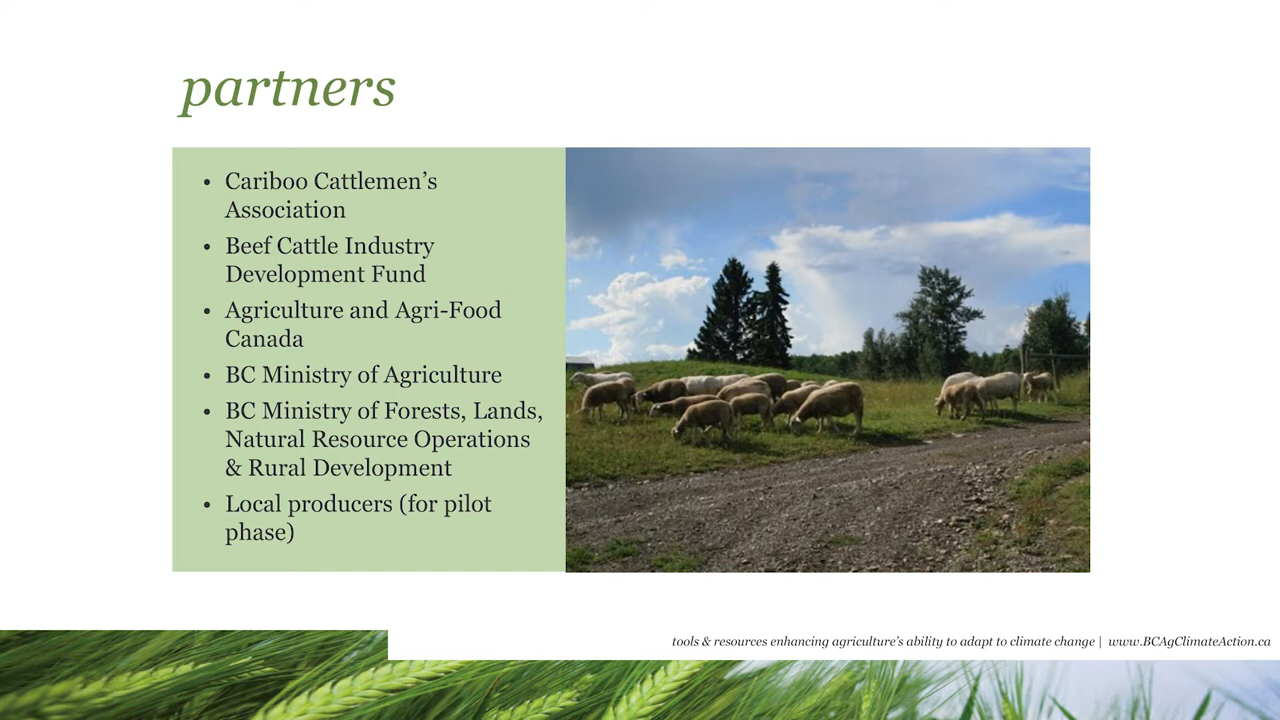 partners
• Cariboo Cattlemen’s
Association
• Beef Cattle Industry
Development Fund
• Agriculture and Agri-Food
Canada
• BC Ministry of Agriculture
• BC Ministry of Forests, Lands,
Natural Resource Operations
& Rural Development
• Local producers (for pilot
phase)
tools & resources enhancing agriculture’s ability to adapt to climate change | www.BCAgClimateAction.ca